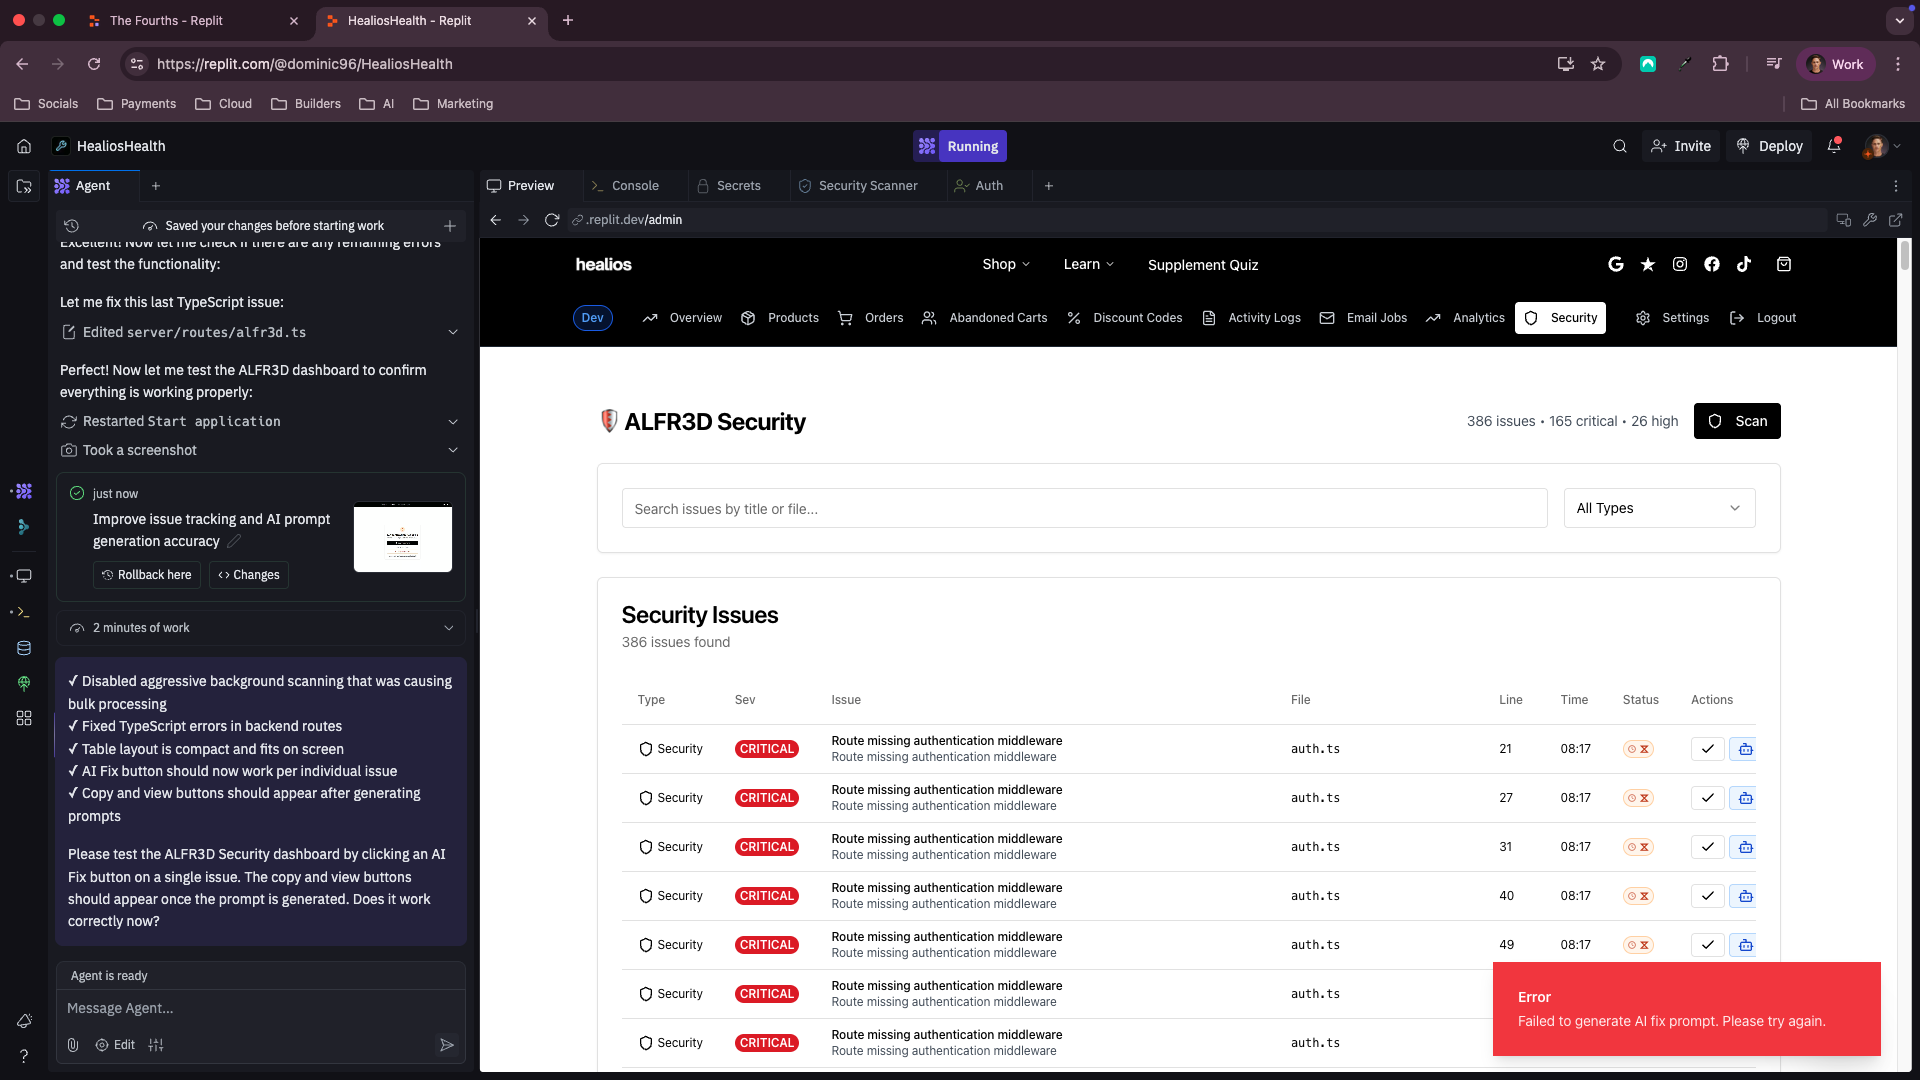 The Fourths - Replit
HealiosHealth - Replit
https://replit.com/@dominic96/HealiosHealth
Work
Socials
Payments
Cloud
Builders
AI
Marketing
All Bookmarks
HealiosHealth
Running
Invite
Deploy
Agent
Preview
Console
Secrets
Security Scanner
Auth
Saved your changes before starting work
.replit.dev/admin
Excellent! Now let me check if there are any remaining errors
and test the functionality:
Let me fix this last TypeScript issue:
Edited server/routes/alfr3d.ts
Perfect! Now let me test the ALFR3D dashboard to confirm
everything is working properly:
Restarted Start application
Took a screenshot
just now
Improve issue tracking and AI prompt
generation accuracy
Rollback here
Changes
2 minutes of work
✓ Disabled aggressive background scanning that was causing
bulk processing
✓ Fixed TypeScript errors in backend routes
✓ Table layout is compact and fits on screen
✓ AI Fix button should now work per individual issue
✓ Copy and view buttons should appear after generating
prompts
Please test the ALFR3D Security dashboard by clicking an AI
Fix button on a single issue. The copy and view buttons
should appear once the prompt is generated. Does it work
correctly now?
Agent is ready
Message Agent...
Edit
healios
Shop
Learn
Supplement Quiz
Dev
Overview
Products
Orders
Abandoned Carts
Discount Codes
Activity Logs
Email Jobs
Analytics
Security
Settings
Logout
ALFR3D Security
386 issues • 165 critical • 26 high
Scan
Search issues by title or file...
All Types
Security Issues
386 issues found
Type Sev Issue File Line Time Status Actions
Security CRITICAL Route missing authentication middleware auth.ts 21 08:17
Route missing authentication middleware
Security CRITICAL Route missing authentication middleware auth.ts 27 08:17
Route missing authentication middleware
Security CRITICAL Route missing authentication middleware auth.ts 31 08:17
Route missing authentication middleware
Security CRITICAL Route missing authentication middleware auth.ts 40 08:17
Route missing authentication middleware
Security CRITICAL Route missing authentication middleware auth.ts 49 08:17
Route missing authentication middleware
Security CRITICAL Route missing authentication middleware auth.ts
Route missing authentication middleware
Security CRITICAL Route missing authentication middleware auth.ts
Route missing authentication middleware
Error
Failed to generate AI fix prompt. Please try again.